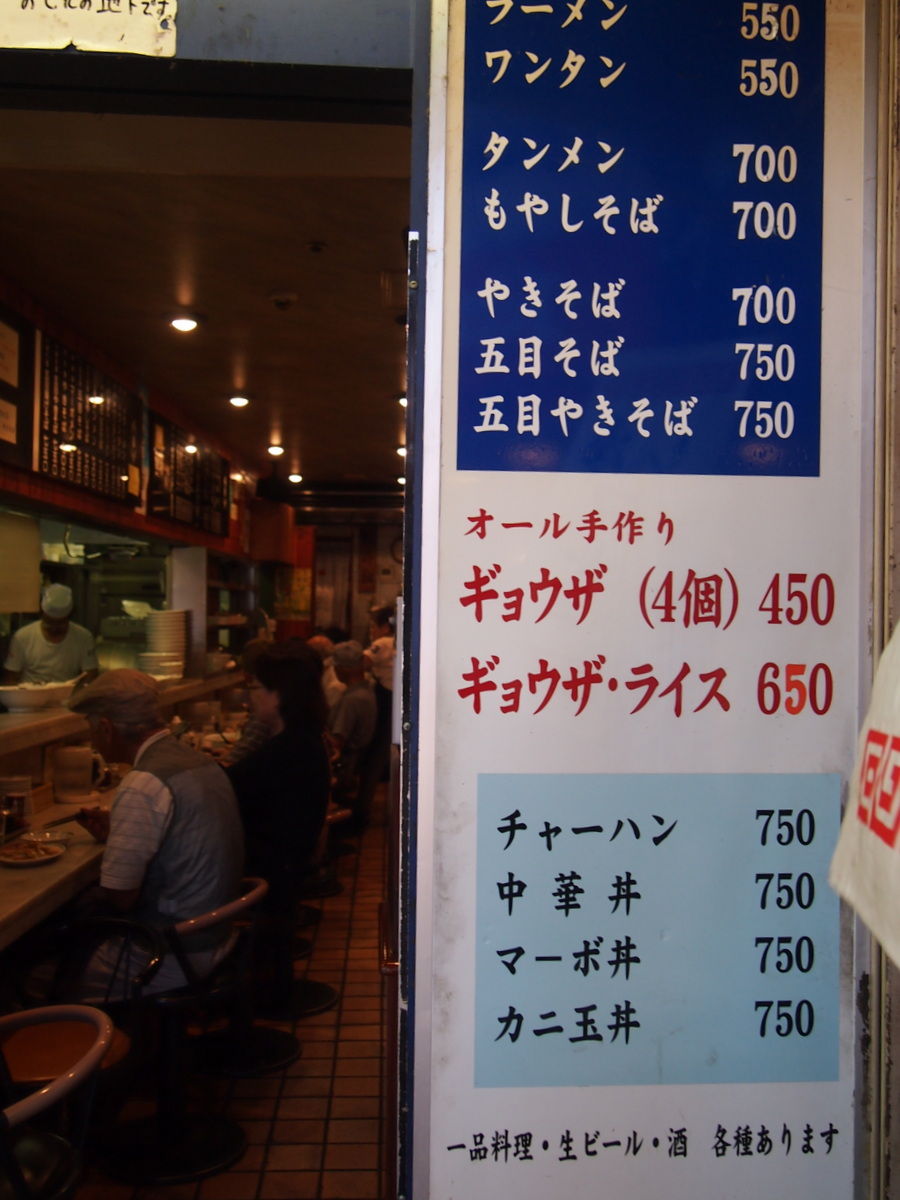 ラーメン 550
ワンタン 550
タンメン 700
もやしそば 700
やきそば 700
五目そば 750
五目やきそば 750
オール手作り
ギョウザ (4個) 450
ギョウザ・ライス 650
チャーハン 750
中華丼 750
マーボ丼 750
カニ玉丼 750
一品料理・生ビール・酒 各種あります